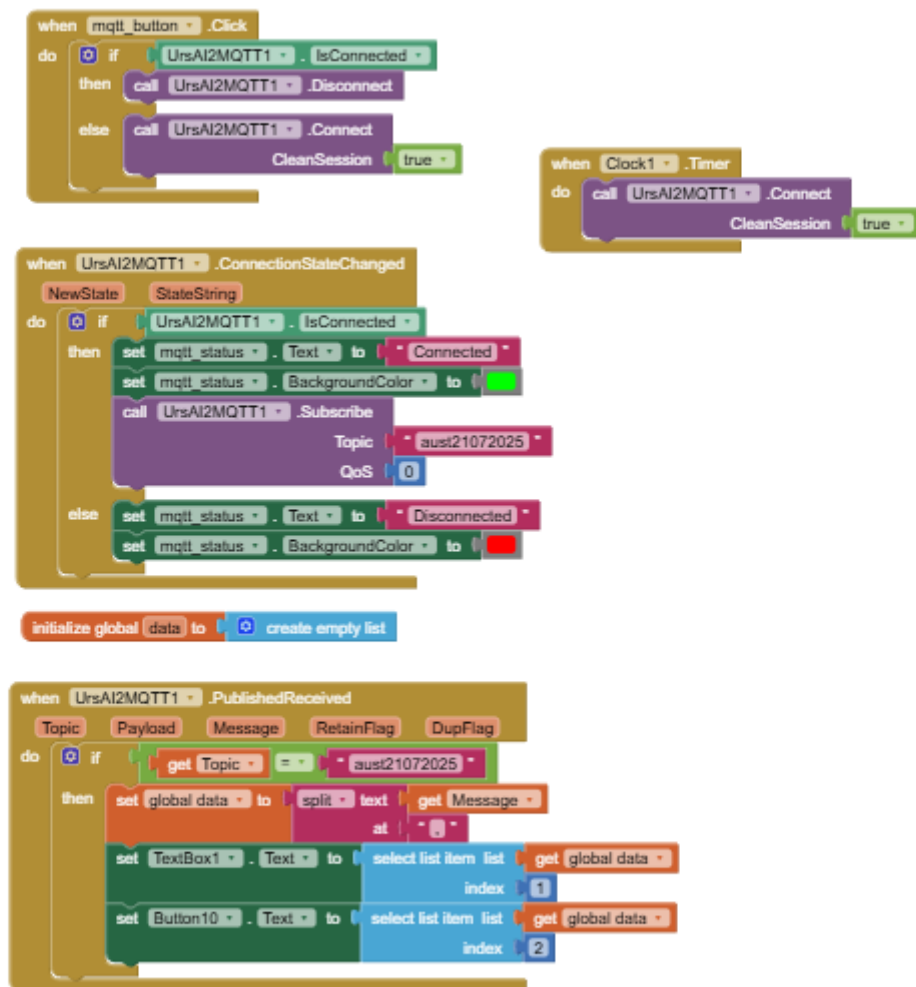 when mqtt_button .Click
do if UrsAI2MQTT1 . IsConnected
then call UrsAI2MQTT1 .Disconnect
else call UrsAI2MQTT1 .Connect
CleanSession true
when Clock1 .Timer
do call UrsAI2MQTT1 .Connect
CleanSession true
when UrsAI2MQTT1 .ConnectionStateChanged
NewState StateString
do if UrsAI2MQTT1 . IsConnected
then set mqtt_status . Text to " Connected "
set mqtt_status . BackgroundColor to
call UrsAI2MQTT1 .Subscribe
Topic " aust21072025 "
QoS 0
else set mqtt_status . Text to " Disconnected "
set mqtt_status . BackgroundColor to
initialize global data to create empty list
when UrsAI2MQTT1 .PublishedReceived
Topic Payload Message RetainFlag DupFlag
do if get Topic = " aust21072025 "
then set global data to split text get Message
at " , "
set TextBox1 . Text to select list item list get global data
index 1
set Button10 . Text to select list item list get global data
index 2